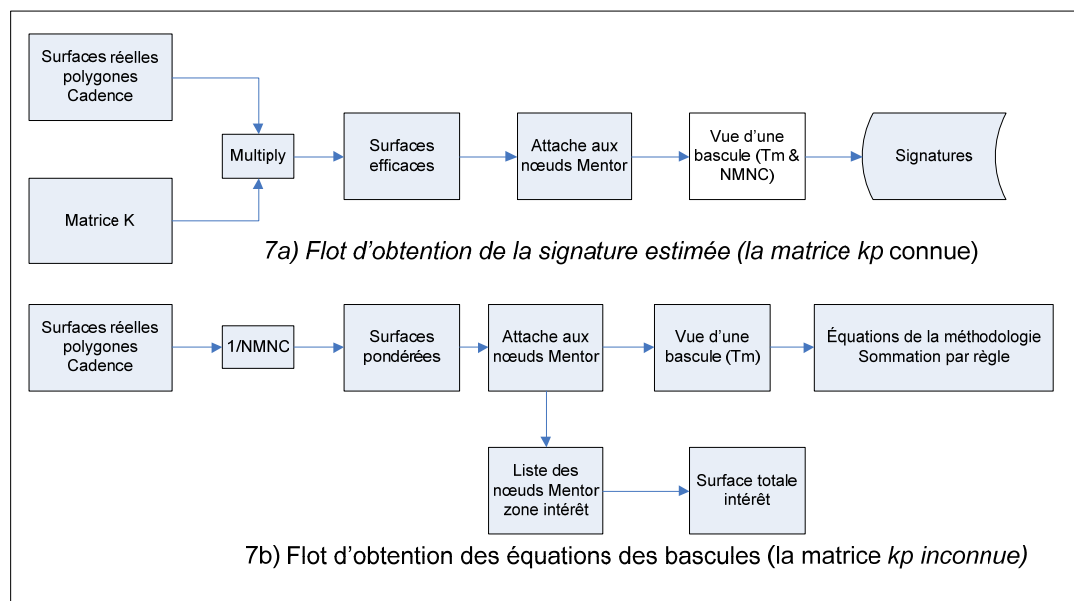 Surfaces réelles
polygones
Cadence
Multiply
Matrice K
Surfaces
efficaces
Attache aux
nœuds Mentor
Vue d'une
bascule (Tm &
NMNC)
Signatures
7a) Flot d'obtention de la signature estimée (la matrice kp connue)
Surfaces réelles
polygones
Cadence
1/NMNC
Surfaces
pondérées
Attache aux
nœuds Mentor
Vue d'une
bascule (Tm)
Équations de la méthodologie
Sommation par règle
Liste des
nœuds Mentor
zone intérêt
Surface totale
intérêt
7b) Flot d'obtention des équations des bascules (la matrice kp inconnue)